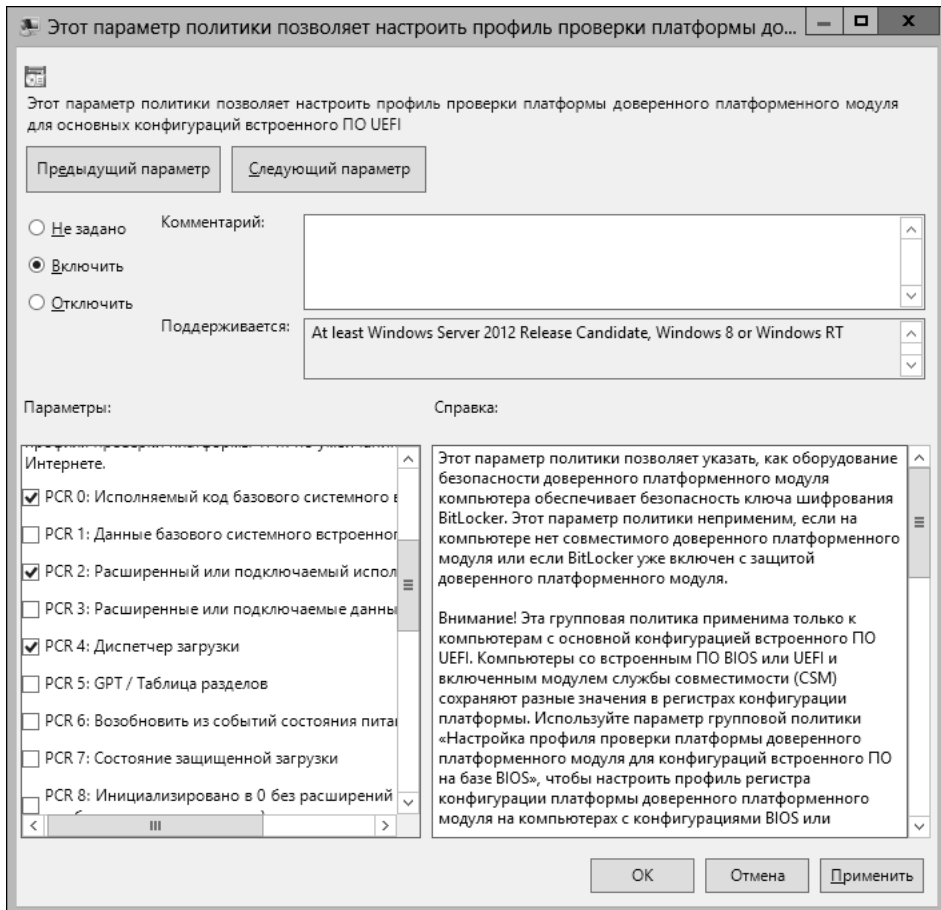 Этот параметр политики позволяет настроить профиль проверки платформы до...
Этот параметр политики позволяет настроить профиль проверки платформы доверенного платформенного модуля
для основных конфигураций встроенного ПО UEFI
Предыдущий параметр
Следующий параметр
Не задано
Комментарий:
Включить
Отключить
Поддерживается:
At least Windows Server 2012 Release Candidate, Windows 8 or Windows RT
Параметры:
Справка:
Интернете.
PCR 0: Исполняемый код базового системного в
PCR 1: Данные базового системного встроенног
PCR 2: Расширенный или подключаемый испол
PCR 3: Расширенные или подключаемые данны
PCR 4: Диспетчер загрузки
PCR 5: GPT / Таблица разделов
PCR 6: Возобновить из событий состояния пита
PCR 7: Состояние защищенной загрузки
PCR 8: Инициализировано в 0 без расширений
Этот параметр политики позволяет указать, как оборудование
безопасности доверенного платформенного модуля
компьютера обеспечивает безопасность ключа шифрования
BitLocker. Этот параметр политики неприменим, если на
компьютере нет совместимого доверенного платформенного
модуля или если BitLocker уже включен с защитой
доверенного платформенного модуля.
Внимание! Эта групповая политика применима только к
компьютерам с основной конфигурацией встроенного ПО
UEFI. Компьютеры со встроенным ПО BIOS или UEFI и
включенным модулем службы совместимости (CSM)
сохраняют разные значения в регистрах конфигурации
платформы. Используйте параметр групповой политики
«Настройка профиля проверки платформы доверенного
платформенного модуля для конфигураций встроенного ПО
на базе BIOS», чтобы настроить профиль регистра
конфигурации платформы доверенного платформенного
модуля на компьютерах с конфигурациями BIOS или
OK
Отмена
Применить